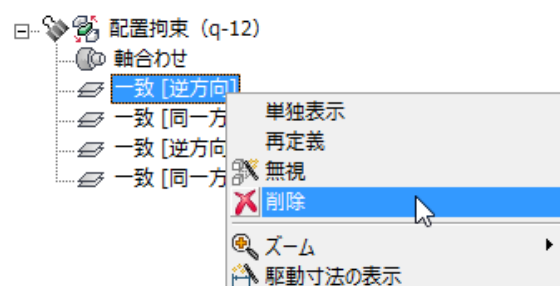 配置拘束（q-12）
軸合わせ
一致 [逆方向]
一致 [同一方
一致 [逆方向
一致 [同一方
単独表示
再定義
無視
削除
ズーム
駆動寸法の表示